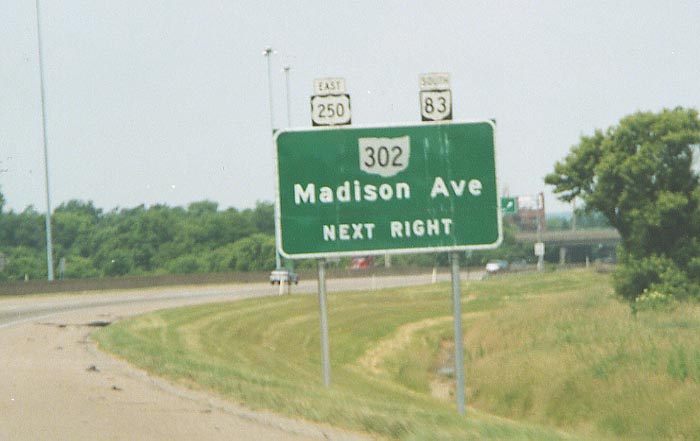 EAST SOUTH
250 83
302
Madison Ave
NEXT RIGHT